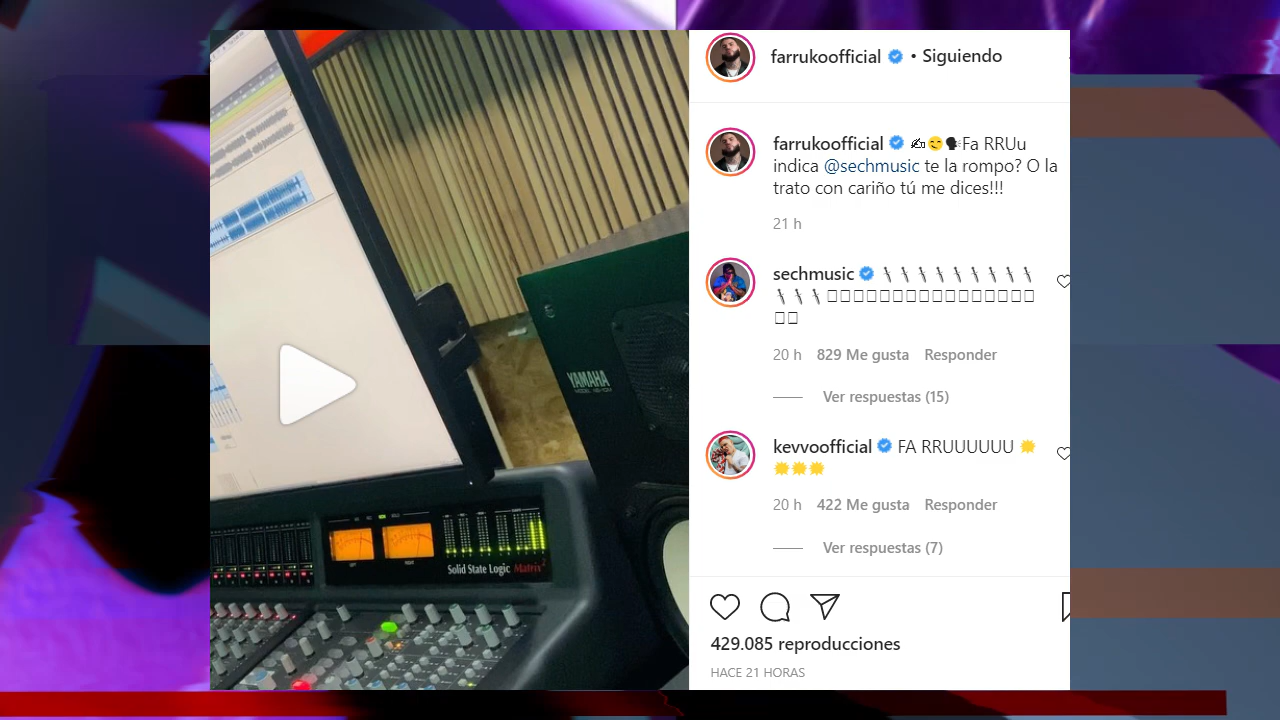 farrukoofficial • Siguiendo
farrukoofficial ✍😉🗣Fa RRUu
indica @sechmusic te la rompo? O la
trato con cariño tú me dices!!!
21 h
sechmusic
20 h 829 Me gusta Responder
Ver respuestas (15)
kevvoofficial FA RRUUUUUU
20 h 422 Me gusta Responder
Ver respuestas (7)
429.085 reproducciones
HACE 21 HORAS
YAMAHA
Solid State Logic Matrix²